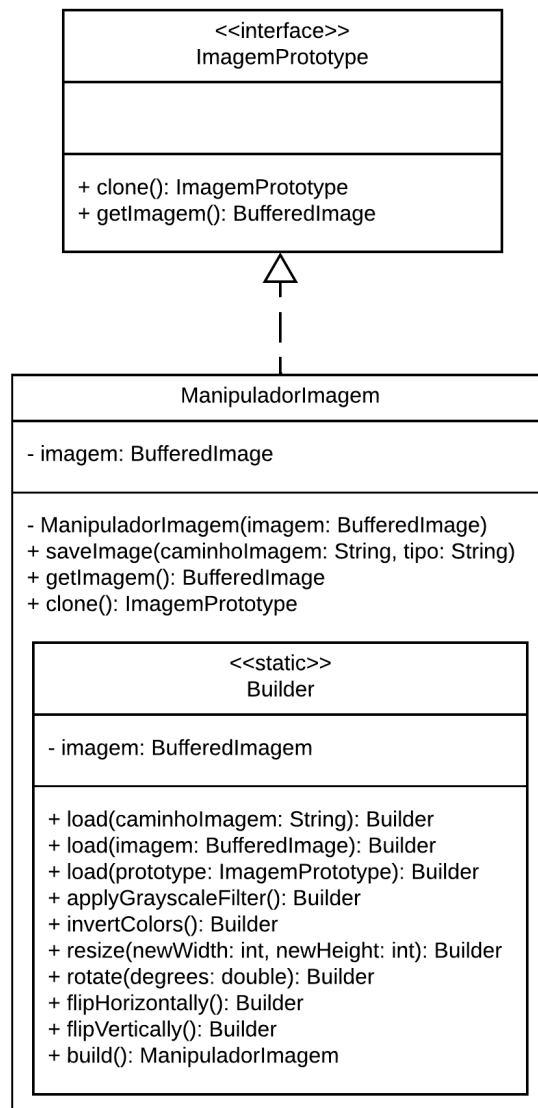 <<interface>>
ImagemPrototype
+ clone(): ImagemPrototype
+ getImagem(): BufferedImage
ManipuladorImagem
- imagem: BufferedImage
- ManipuladorImagem(imagem: BufferedImage)
+ saveImage(caminhoImagem: String, tipo: String)
+ getImagem(): BufferedImage
+ clone(): ImagemPrototype
<<static>>
Builder
- imagem: BufferedImagem
+ load(caminhoImagem: String): Builder
+ load(imagem: BufferedImage): Builder
+ load(prototype: ImagemPrototype): Builder
+ applyGrayscaleFilter(): Builder
+ invertColors(): Builder
+ resize(newWidth: int, newHeight: int): Builder
+ rotate(degrees: double): Builder
+ flipHorizontally(): Builder
+ flipVertically(): Builder
+ build(): ManipuladorImagem